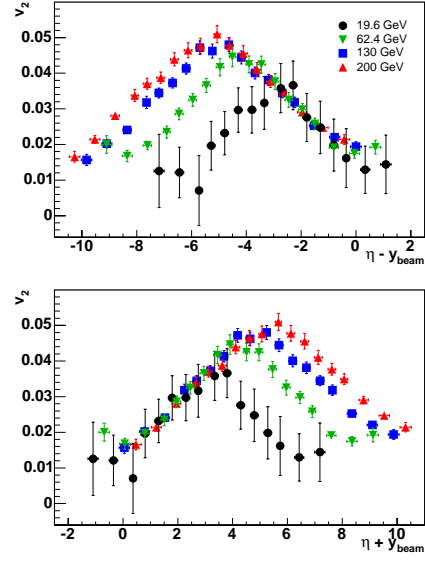 v2
0.05
0.04
0.03
0.02
0.01
0
19.6 GeV
62.4 GeV
130 GeV
200 GeV
-10 -8 -6 -4 -2 0 2
η - ybeam
v2
0.05
0.04
0.03
0.02
0.01
0
-2 0 2 4 6 8 10
η + ybeam